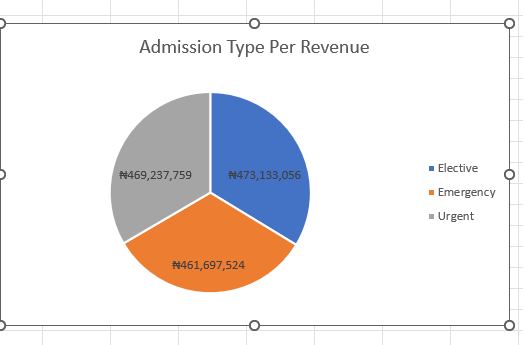 Admission Type Per Revenue
₦469,237,759
₦473,133,056
₦461,697,524
Elective
Emergency
Urgent